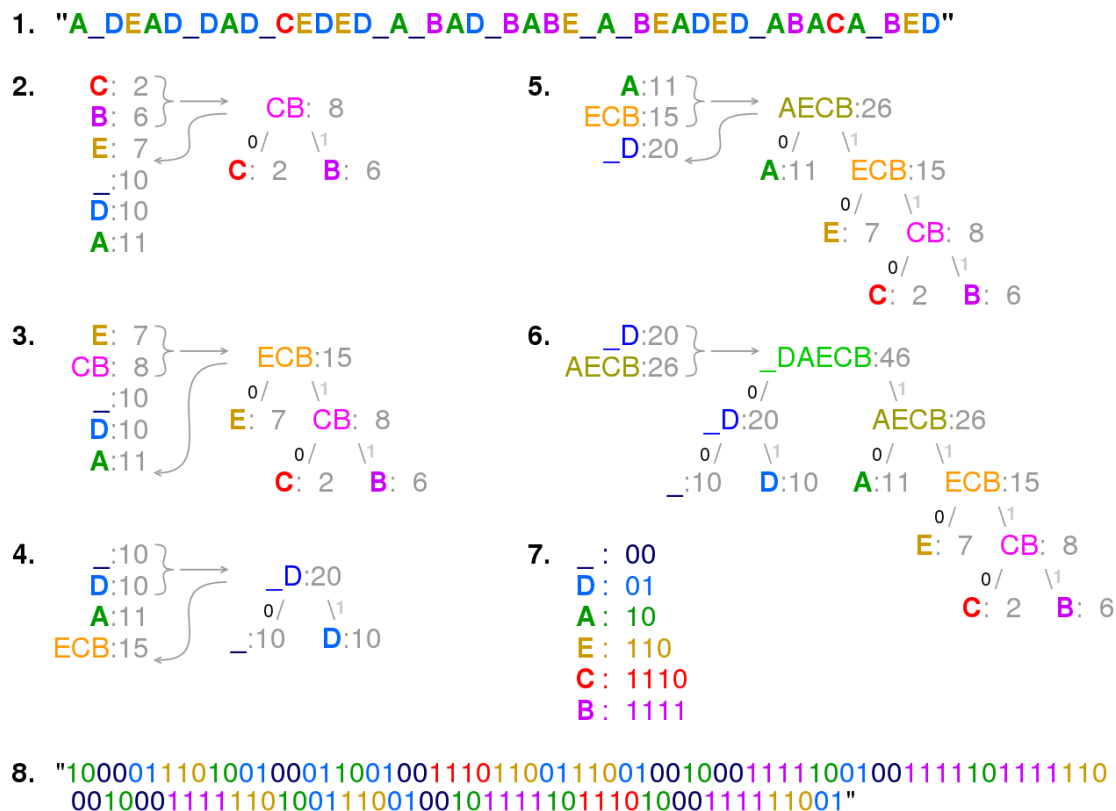 1. "A_DEAD_DAD_CEDED_A_BAD_BABE_A_BEADED_ABACA_BED"
2.
C: 2
B: 6
E: 7
_:10
D:10
A:11
CB: 8
0 1
C: 2 B: 6
3.
E: 7
CB: 8
_:10
D:10
A:11
ECB:15
0 1
E: 7 CB: 8
0 1
C: 2 B: 6
4.
_:10
D:10
A:11
ECB:15
_D:20
0 1
_:10 D:10
5.
A:11
ECB:15
_D:20
AECB:26
0 1
A:11 ECB:15
0 1
E: 7 CB: 8
0 1
C: 2 B: 6
6.
_D:20
AECB:26
_DAECB:46
0 1
_D:20 AECB:26
0 1 0 1
_:10 D:10 A:11 ECB:15
0 1
E: 7 CB: 8
0 1
C: 2 B: 6
7.
_ : 00
D : 01
A : 10
E : 110
C : 1110
B : 1111
8. "100001110100100011001001110110011100100100011111001001111101111110
0010001111110100111001001011111011101000111111001"